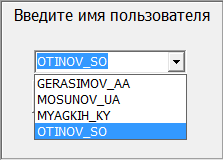 Введите имя пользователя
OTINOV_SO
GERASIMOV_AA
MOSUNOV_UA
MYAGKIH_KY
OTINOV_SO